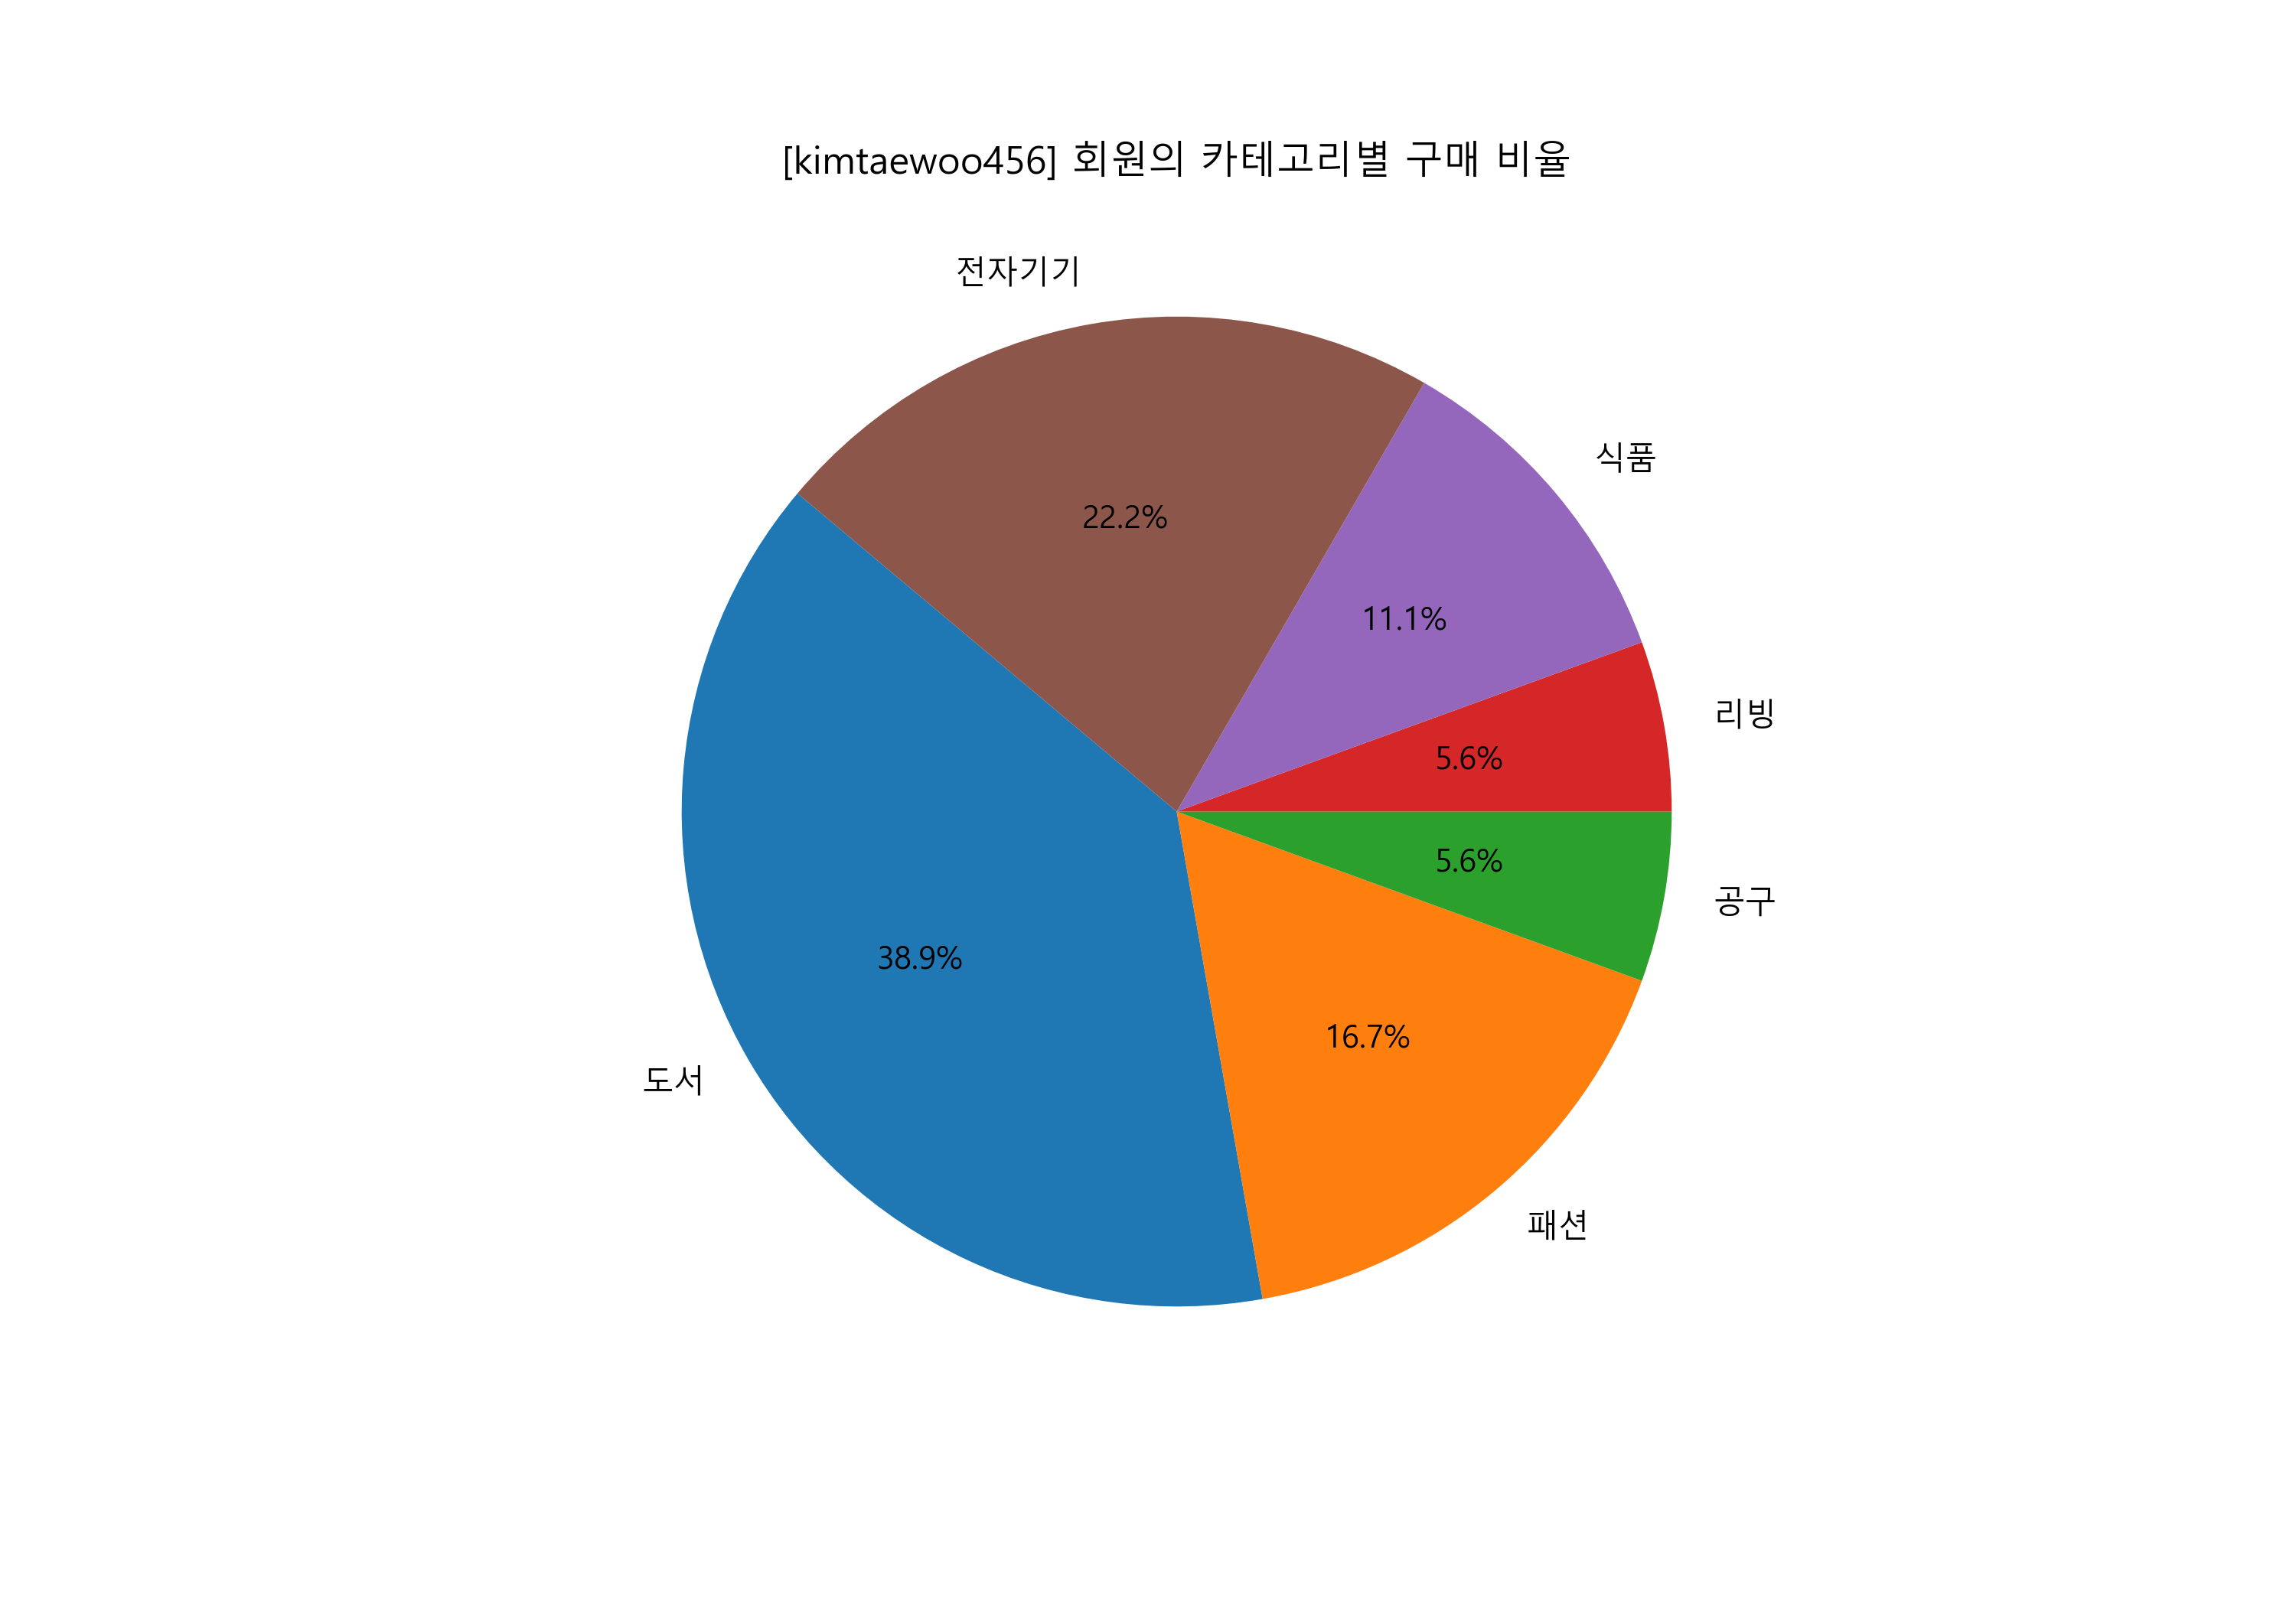 [kimtaewoo456] 회원의 카테고리별 구매 비율
전자기기
식품
22.2%
11.1%
리빙
5.6%
5.6%
공구
38.9%
16.7%
도서
패션